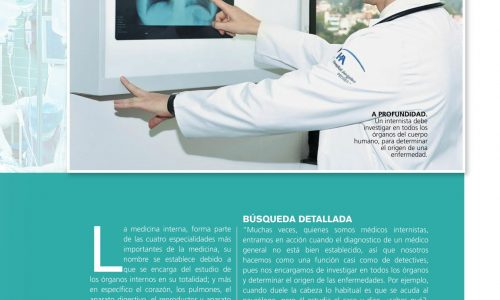 A PROFUNDIDAD.
Un internista debe
investigar en todos los
órganos del cuerpo
humano, para determinar
el origen de una
enfermedad.
La medicina interna, forma parte
de las cuatro especialidades más
importantes de la medicina, su
nombre se establece debido a
que se encarga del estudio de
los órganos internos en su totalidad; y más
en específico el corazón, los pulmones, el
aparato digestivo, el reproductor y aparato
BÚSQUEDA DETALLADA
"Muchas veces, quienes somos médicos internistas,
entramos en acción cuando el diagnostico de un médico
general no está bien establecido, así que nosotros
hacemos como una función casi como de detectives,
pues nos encargamos de investigar en todos los órganos
y determinar el origen de las enfermedades. Por ejemplo,
cuando duele la cabeza lo habitual es que se acuda al